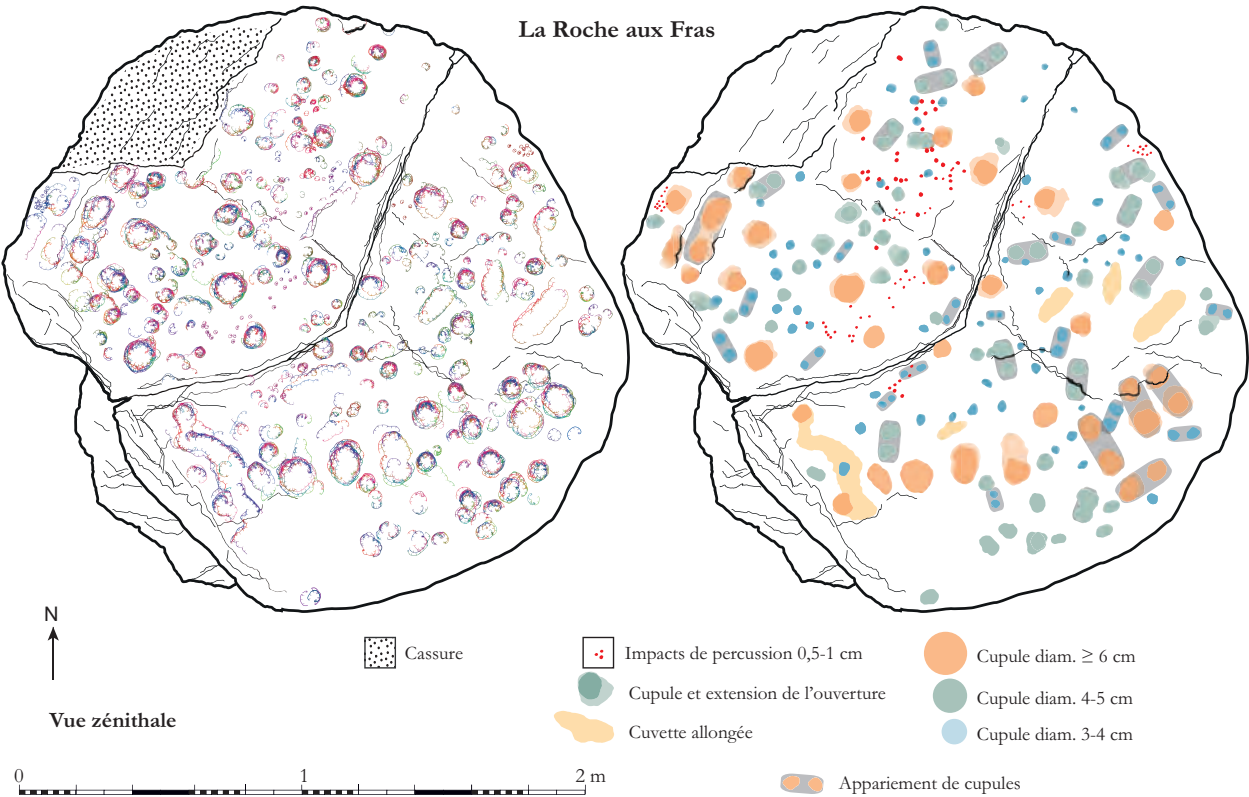 La Roche aux Fras
N
Cassure
Impacts de percussion 0,5-1 cm
Cupule et extension de l'ouverture
Cuvette allongée
Cupule diam. ≥ 6 cm
Cupule diam. 4-5 cm
Cupule diam. 3-4 cm
Vue zénithale
0 1 2 m
Appariement de cupules